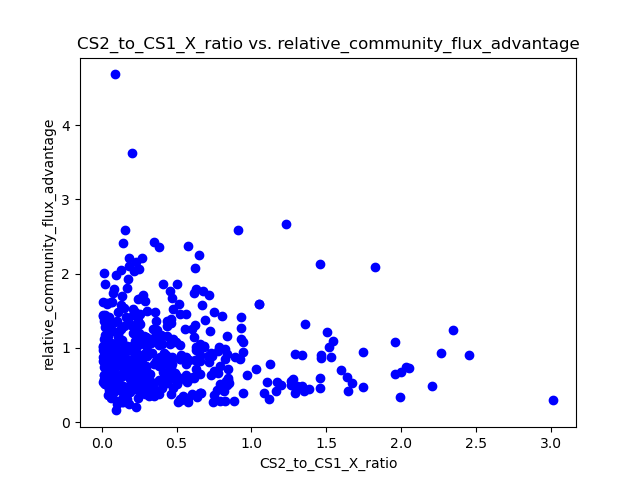 CS2_to_CS1_X_ratio vs. relative_community_flux_advantage
relative_community_flux_advantage
4
3
2
1
0
0.0 0.5 1.0 1.5 2.0 2.5 3.0
CS2_to_CS1_X_ratio